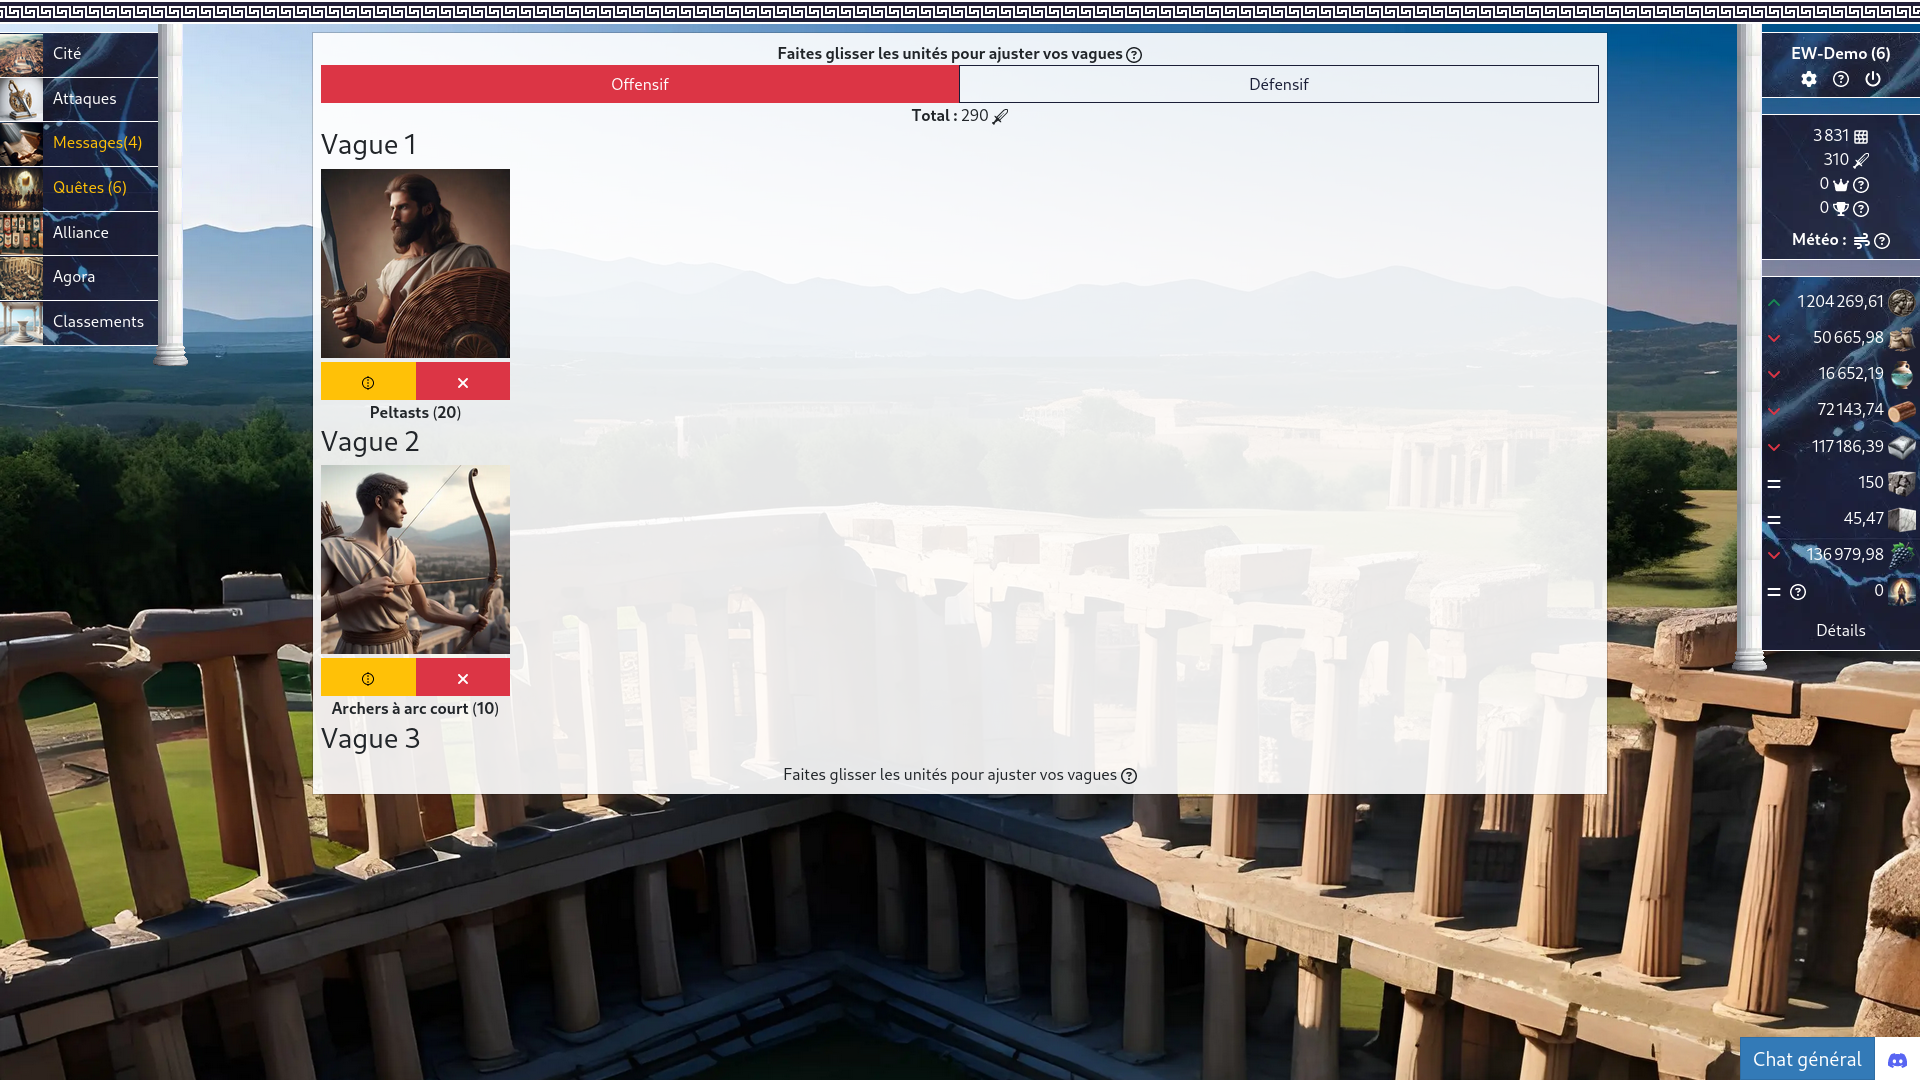 Cité
Attaques
Messages(4)
Quêtes (6)
Alliance
Agora
Classements
Faites glisser les unités pour ajuster vos vagues
Offensif
Défensif
Total : 290
Vague 1
Peltasts (20)
Vague 2
Archers à arc court (10)
Vague 3
Faites glisser les unités pour ajuster vos vagues
EW-Demo (6)
3 831
310
0
0
Météo :
1 204 269,61
50 665,98
16 652,19
72 143,74
117 186,39
150
45,47
136 979,98
0
Détails
Chat général